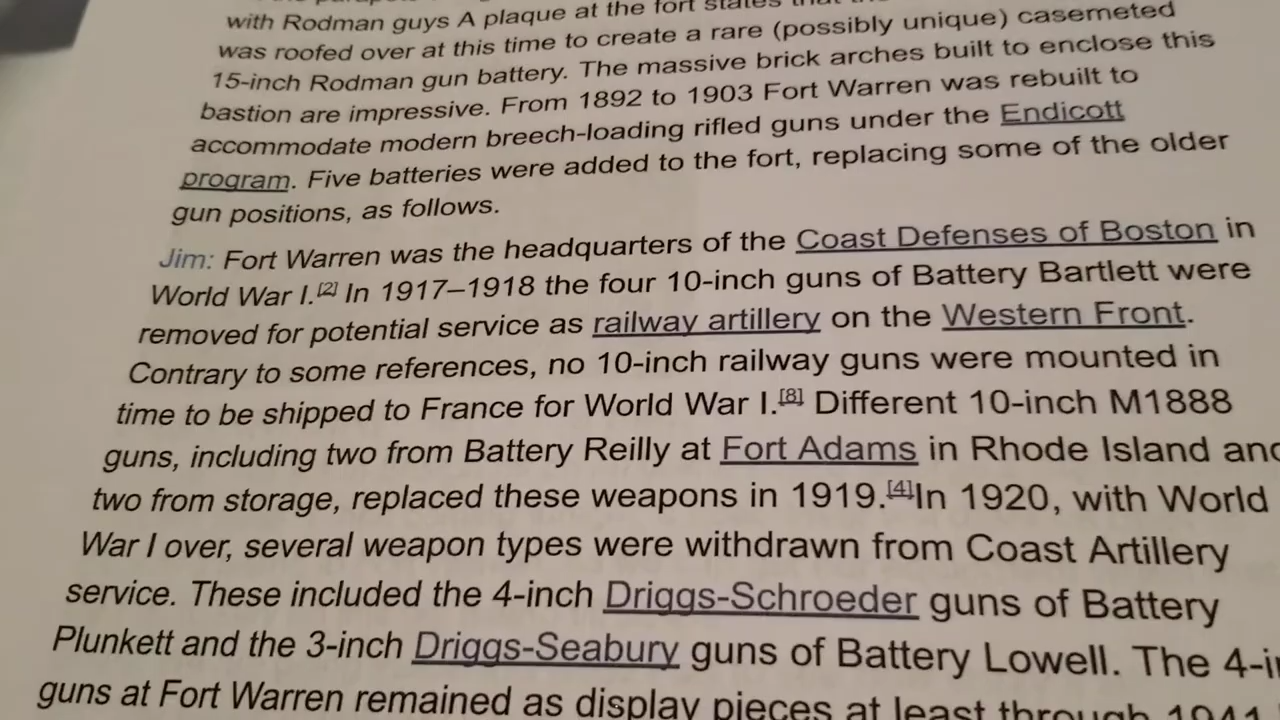 with Rodman guys A plaque at the fort states that the
was roofed over at this time to create a rare (possibly unique) casemeted
15-inch Rodman gun battery. The massive brick arches built to enclose this
bastion are impressive. From 1892 to 1903 Fort Warren was rebuilt to
accommodate modern breech-loading rifled guns under the Endicott
program. Five batteries were added to the fort, replacing some of the older
gun positions, as follows.
Jim: Fort Warren was the headquarters of the Coast Defenses of Boston in
World War I.[2] In 1917–1918 the four 10-inch guns of Battery Bartlett were
removed for potential service as railway artillery on the Western Front.
Contrary to some references, no 10-inch railway guns were mounted in
time to be shipped to France for World War I.[8] Different 10-inch M1888
guns, including two from Battery Reilly at Fort Adams in Rhode Island and
two from storage, replaced these weapons in 1919.[4]In 1920, with World
War I over, several weapon types were withdrawn from Coast Artillery
service. These included the 4-inch Driggs-Schroeder guns of Battery
Plunkett and the 3-inch Driggs-Seabury guns of Battery Lowell. The 4-i
guns at Fort Warren remained as display pieces at least through 1941